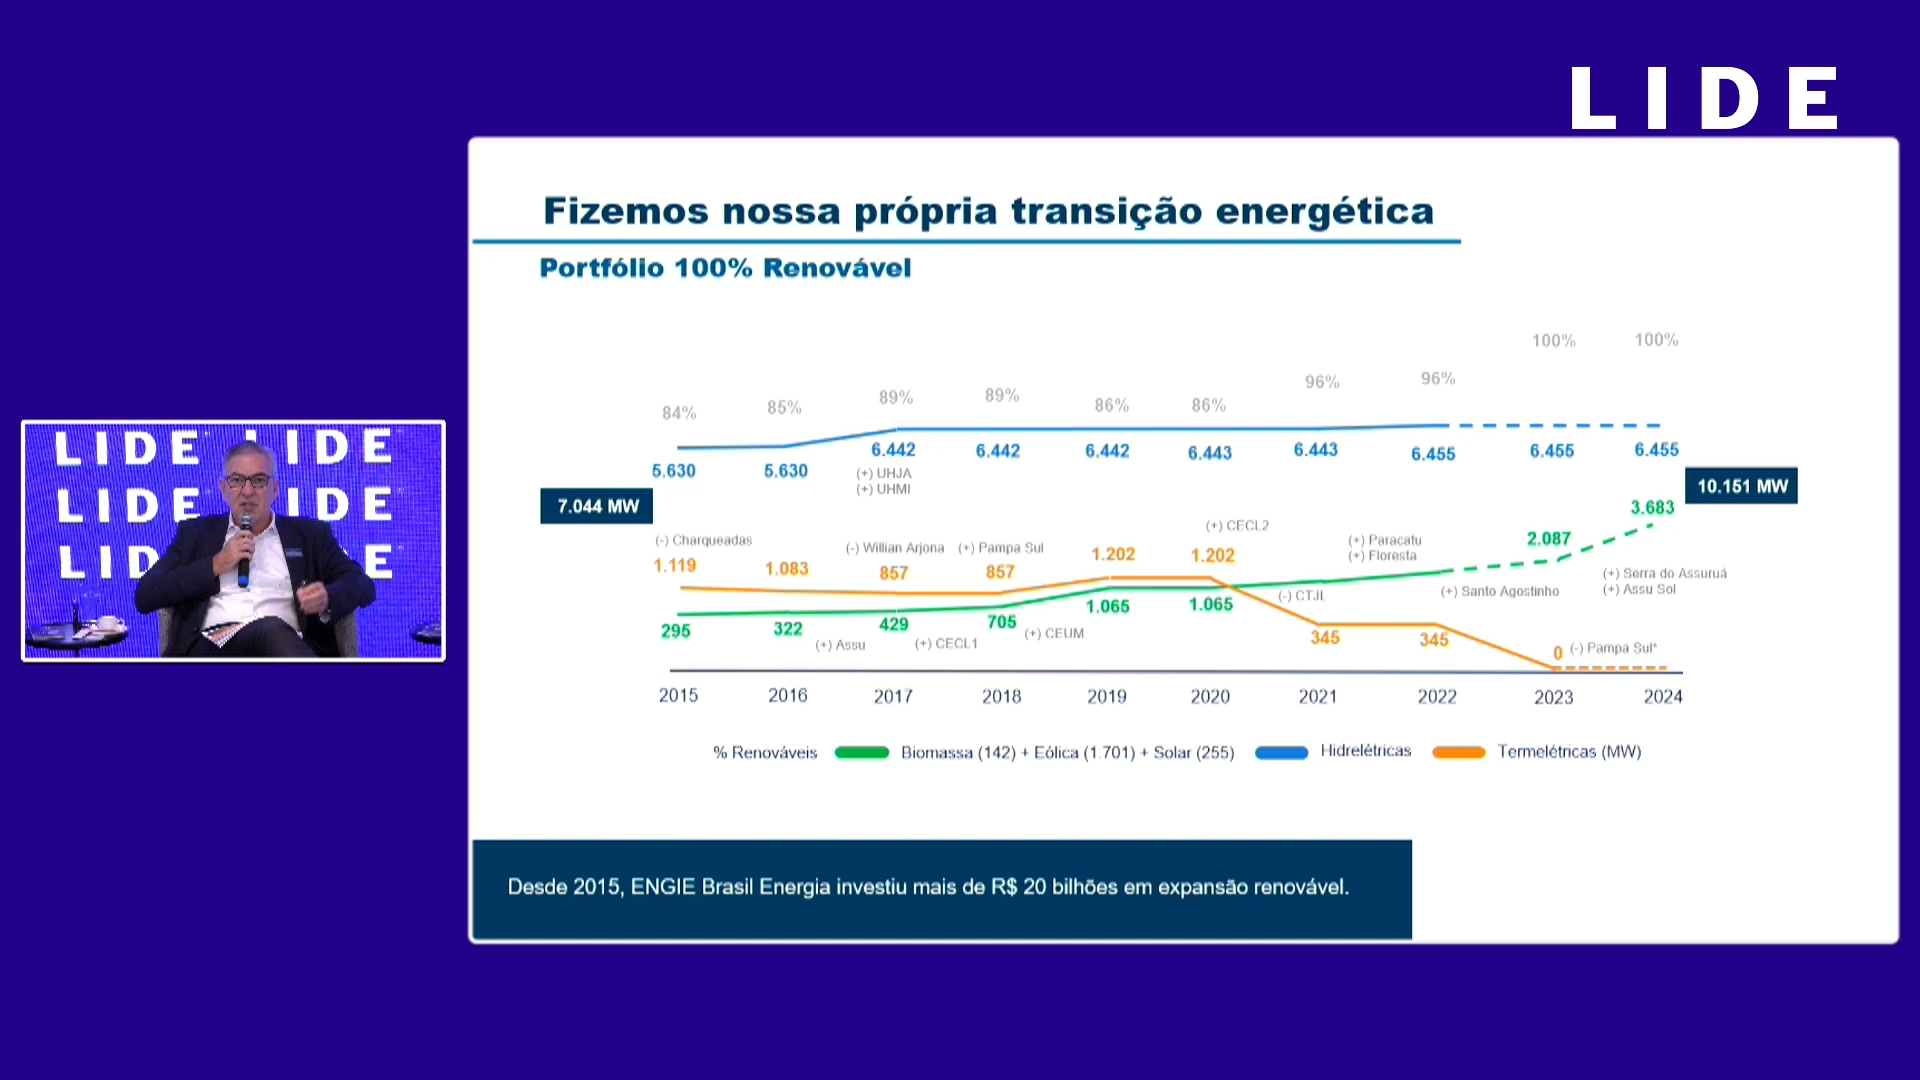 LIDE
Fizemos nossa própria transição energética
Portfólio 100% Renovável
84% 85% 89% 89% 86% 86% 96% 96% 100% 100%
5.630 5.630 6.442 6.442 6.442 6.443 6.443 6.455 6.455 6.455
(+) UHJA
(+) UHMI
7.044 MW
10.151 MW
(-) Charqueadas (-) Willian Arjona (+) Pampa Sul (+) CECL2
1.119 1.083 857 857 1.202 1.202 345 345 0 (-) Pampa Sul*
(-) CTJL
(+) Paracatu
(+) Floresta
(+) Santo Agostinho
(+) Serra do Assuruá
(+) Assu Sol
295 322 429 705 1.065 1.065 2.087 3.683
(+) Assu (+) CECL1 (+) CEUM
2015 2016 2017 2018 2019 2020 2021 2022 2023 2024
% Renováveis Biomassa (142) + Eólica (1.701) + Solar (255) Hidrelétricas Termelétricas (MW)
Desde 2015, ENGIE Brasil Energia investiu mais de R$ 20 bilhões em expansão renovável.
LIDE LIDE
LIDE IDE
LID DE